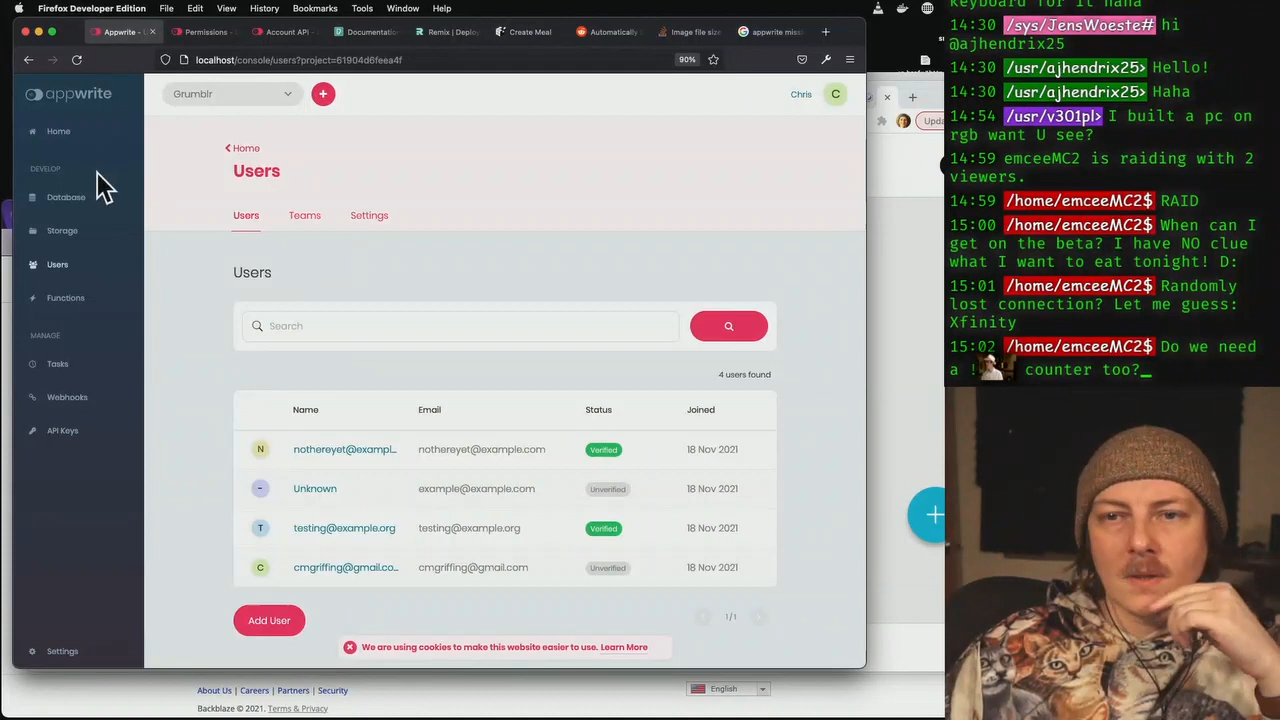 Firefox Developer Edition File Edit View History Bookmarks Tools Window Help
Appwrite -
Permissions -
Account API -
Documentation
Remix | Deploy
Create Meal
Automatically
Image file size
appwrite miss
localhost/console/users?project=61904d6feea4f
90%
appwrite
Grumblr
Chris
C
Home
DEVELOP
Database
Storage
Users
Functions
MANAGE
Tasks
Webhooks
API Keys
Settings
Home
Users
Users Teams Settings
Users
Search
4 users found
Name Email Status Joined
N nothereyet@exampl... nothereyet@example.com Verified 18 Nov 2021
- Unknown example@example.com Unverified 18 Nov 2021
T testing@example.org testing@example.org Verified 18 Nov 2021
C cmgriffing@gmail.co... cmgriffing@gmail.com Unverified 18 Nov 2021
Add User
1/1
We are using cookies to make this website easier to use. Learn More
About Us | Careers | Partners | Security
English
Backblaze © 2021. Terms & Privacy
Upda
keyboard for it haha
14:30 /sys/JensWoeste# hi
@ajhendrix25
14:30 /usr/ajhendrix25> Hello!
14:30 /usr/ajhendrix25> Haha
14:54 /usr/v301pl> I built a pc on
rgb want U see?
14:59 emceeMC2 is raiding with 2
viewers.
14:59 /home/emceeMC2$ RAID
15:00 /home/emceeMC2$ When can I
get on the beta? I have NO clue
what I want to eat tonight! D:
15:01 /home/emceeMC2$ Randomly
lost connection? Let me guess:
Xfinity
15:02 /home/emceeMC2$ Do we need
a ! counter too?_